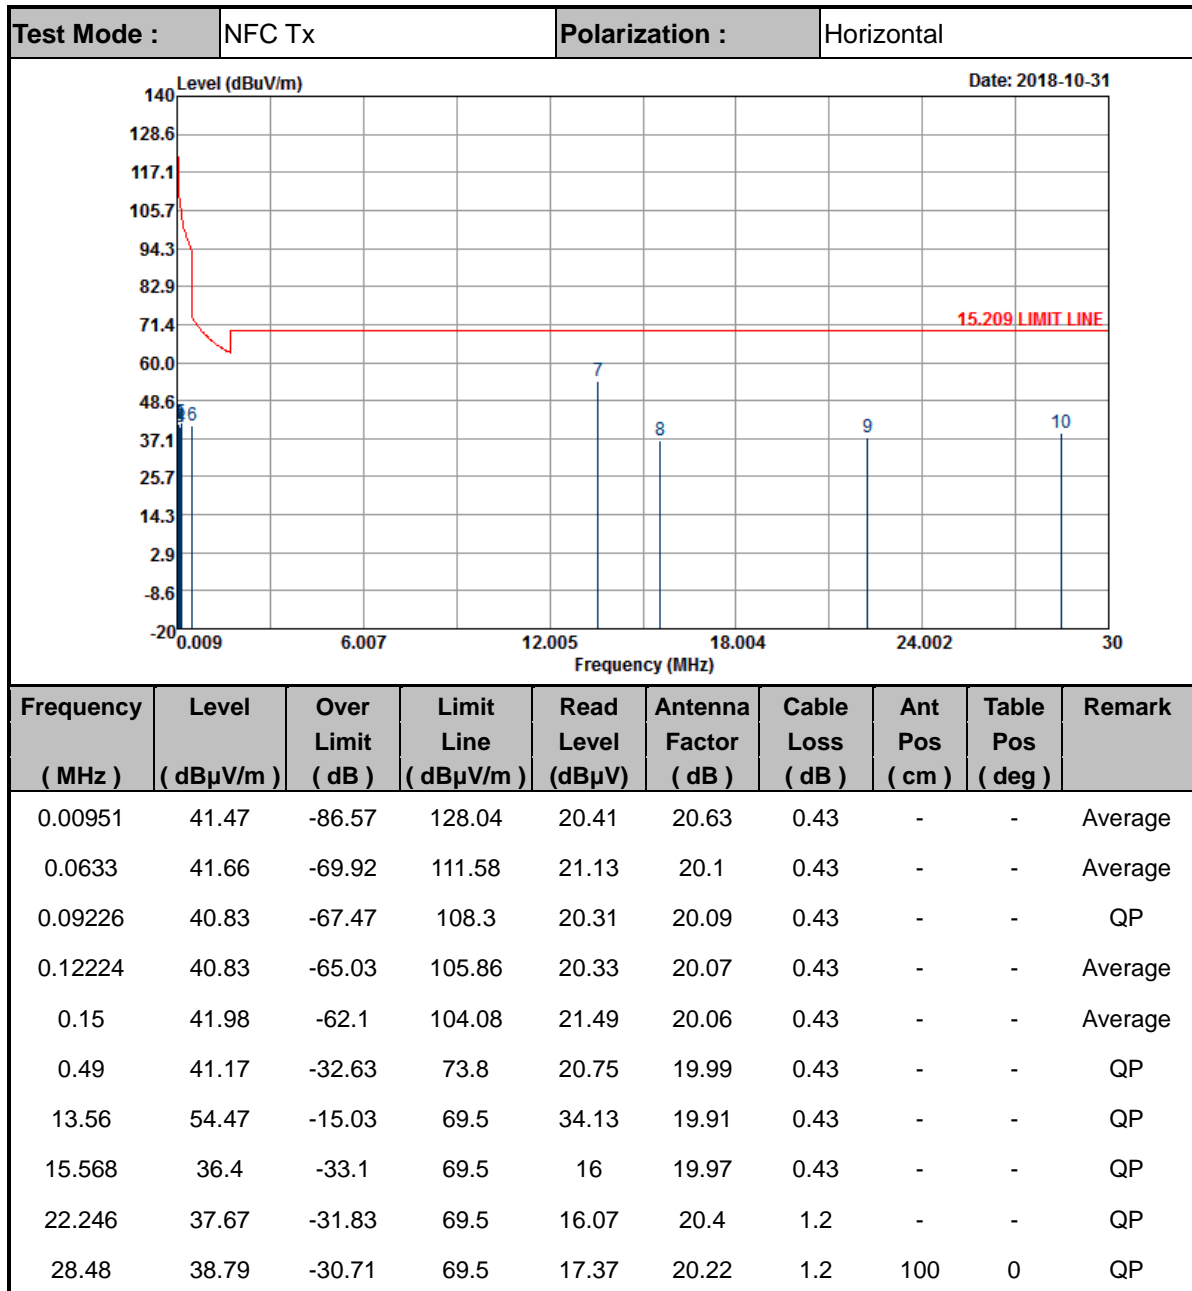 Test Mode : NFC Tx Polarization : Horizontal
Level (dBuV/m) Date: 2018-10-31
140
128.6
117.1
105.7
94.3
82.9
71.4
15.209 LIMIT LINE
60.0
7
48.6
6
8
9
10
37.1
25.7
14.3
2.9
-8.6
-20
0.009 6.007 12.005 18.004 24.002 30
Frequency (MHz)
Frequency Level Over Limit Read Antenna Cable Ant Table Remark
Limit Line Level Factor Loss Pos Pos
( MHz ) ( dBµV/m ) ( dB ) ( dBµV/m ) (dBµV) ( dB ) ( dB ) ( cm ) ( deg )
0.00951 41.47 -86.57 128.04 20.41 20.63 0.43 - - Average
0.0633 41.66 -69.92 111.58 21.13 20.1 0.43 - - Average
0.09226 40.83 -67.47 108.3 20.31 20.09 0.43 - - QP
0.12224 40.83 -65.03 105.86 20.33 20.07 0.43 - - Average
0.15 41.98 -62.1 104.08 21.49 20.06 0.43 - - Average
0.49 41.17 -32.63 73.8 20.75 19.99 0.43 - - QP
13.56 54.47 -15.03 69.5 34.13 19.91 0.43 - - QP
15.568 36.4 -33.1 69.5 16 19.97 0.43 - - QP
22.246 37.67 -31.83 69.5 16.07 20.4 1.2 - - QP
28.48 38.79 -30.71 69.5 17.37 20.22 1.2 100 0 QP